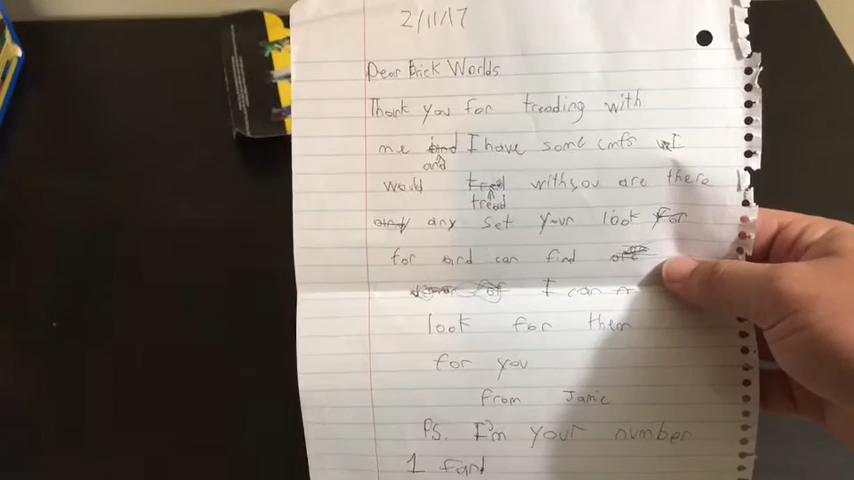 2/11/17
Dear Brick Worlds
Thank you for treading with
me and I have some cmfs I
would tread with you are there
any set your look for
for and can find
I can
look for them
for you
from Jamie
Ps. I'm your number
1 fan